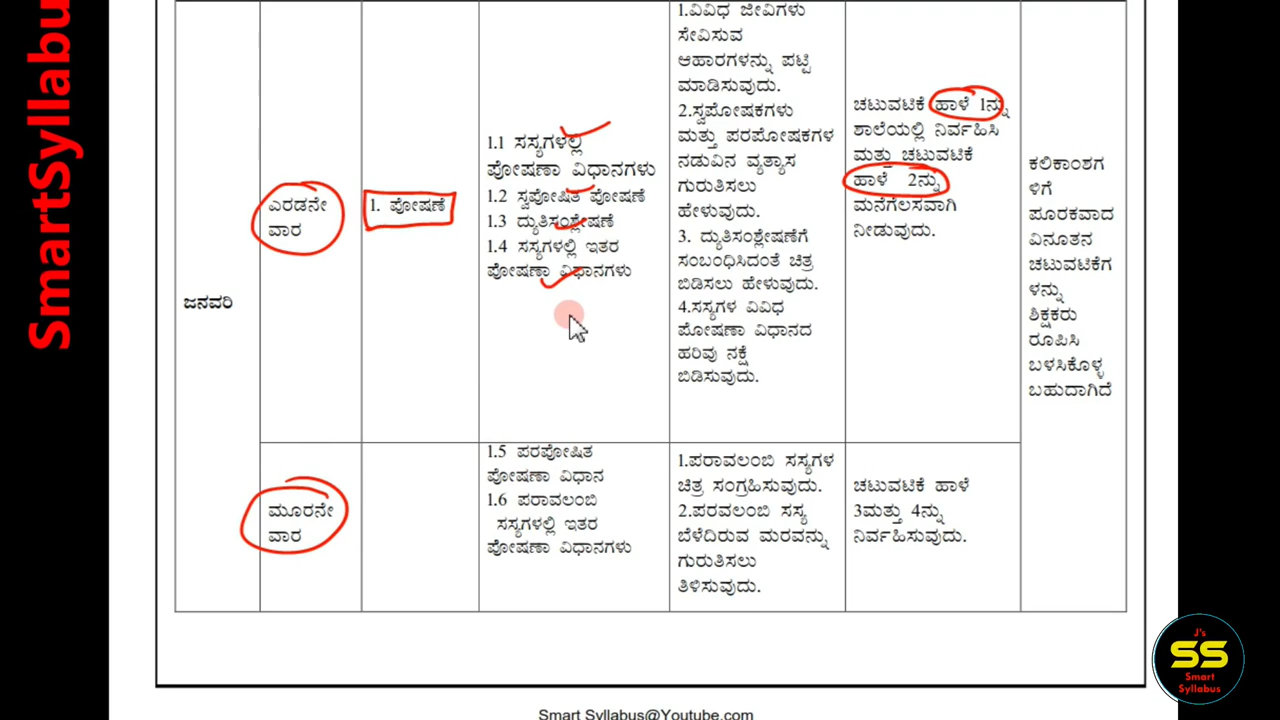 SmartSyllabus
ಜನವರಿ
ಎರಡನೇ
ವಾರ
1. ಪೋಷಣೆ
1.1 ಸಸ್ಯಗಳಲ್ಲಿ
ಪೋಷಣಾ ವಿಧಾನಗಳು
1.2 ಸ್ವಪೋಷಿತ ಪೋಷಣೆ
1.3 ದ್ಯುತಿಸಂಶ್ಲೇಷಣೆ
1.4 ಸಸ್ಯಗಳಲ್ಲಿ ಇತರ
ಪೋಷಣಾ ವಿಧಾನಗಳು
1.ವಿವಿಧ ಜೀವಿಗಳು
ಸೇವಿಸುವ
ಆಹಾರಗಳನ್ನು ಪಟ್ಟಿ
ಮಾಡಿಸುವುದು.
2.ಸ್ವಪೋಷಕಗಳು
ಮತ್ತು ಪರಪೋಷಕಗಳ
ನಡುವಿನ ವ್ಯತ್ಯಾಸ
ಗುರುತಿಸಲು
ಹೇಳುವುದು.
3. ದ್ಯುತಿಸಂಶ್ಲೇಷಣೆಗೆ
ಸಂಬಂಧಿಸಿದಂತೆ ಚಿತ್ರ
ಬಿಡಿಸಲು ಹೇಳುವುದು.
4.ಸಸ್ಯಗಳ ವಿವಿಧ
ಪೋಷಣಾ ವಿಧಾನದ
ಹರಿವು ನಕ್ಷೆ
ಬಿಡಿಸುವುದು.
ಚಟುವಟಿಕೆ ಹಾಳೆ 1ನ್ನು
ಶಾಲೆಯಲ್ಲಿ ನಿರ್ವಹಿಸಿ
ಮತ್ತು ಚಟುವಟಿಕೆ
ಹಾಳೆ 2ನ್ನು
ಮನೆಗೆಲಸವಾಗಿ
ನೀಡುವುದು.
ಕಲಿಕಾಂಶಗ
ಳಿಗೆ
ಪೂರಕವಾದ
ವಿನೂತನ
ಚಟುವಟಿಕೆಗ
ಳನ್ನು
ಶಿಕ್ಷಕರು
ರೂಪಿಸಿ
ಬಳಸಿಕೊಳ್ಳ
ಬಹುದಾಗಿದೆ
ಮೂರನೇ
ವಾರ
1.5 ಪರಪೋಷಿತ
ಪೋಷಣಾ ವಿಧಾನ
1.6 ಪರಾವಲಂಬಿ
ಸಸ್ಯಗಳಲ್ಲಿ ಇತರ
ಪೋಷಣಾ ವಿಧಾನಗಳು
1.ಪರಾವಲಂಬಿ ಸಸ್ಯಗಳ
ಚಿತ್ರ ಸಂಗ್ರಹಿಸುವುದು.
2.ಪರವಲಂಬಿ ಸಸ್ಯ
ಬೆಳೆದಿರುವ ಮರವನ್ನು
ಗುರುತಿಸಲು
ತಿಳಿಸುವುದು.
ಚಟುವಟಿಕೆ ಹಾಳೆ
3ಮತ್ತು 4ನ್ನು
ನಿರ್ವಹಿಸುವುದು.
J's
SS
Smart
Syllabus
Smart Syllabus@Youtube.com